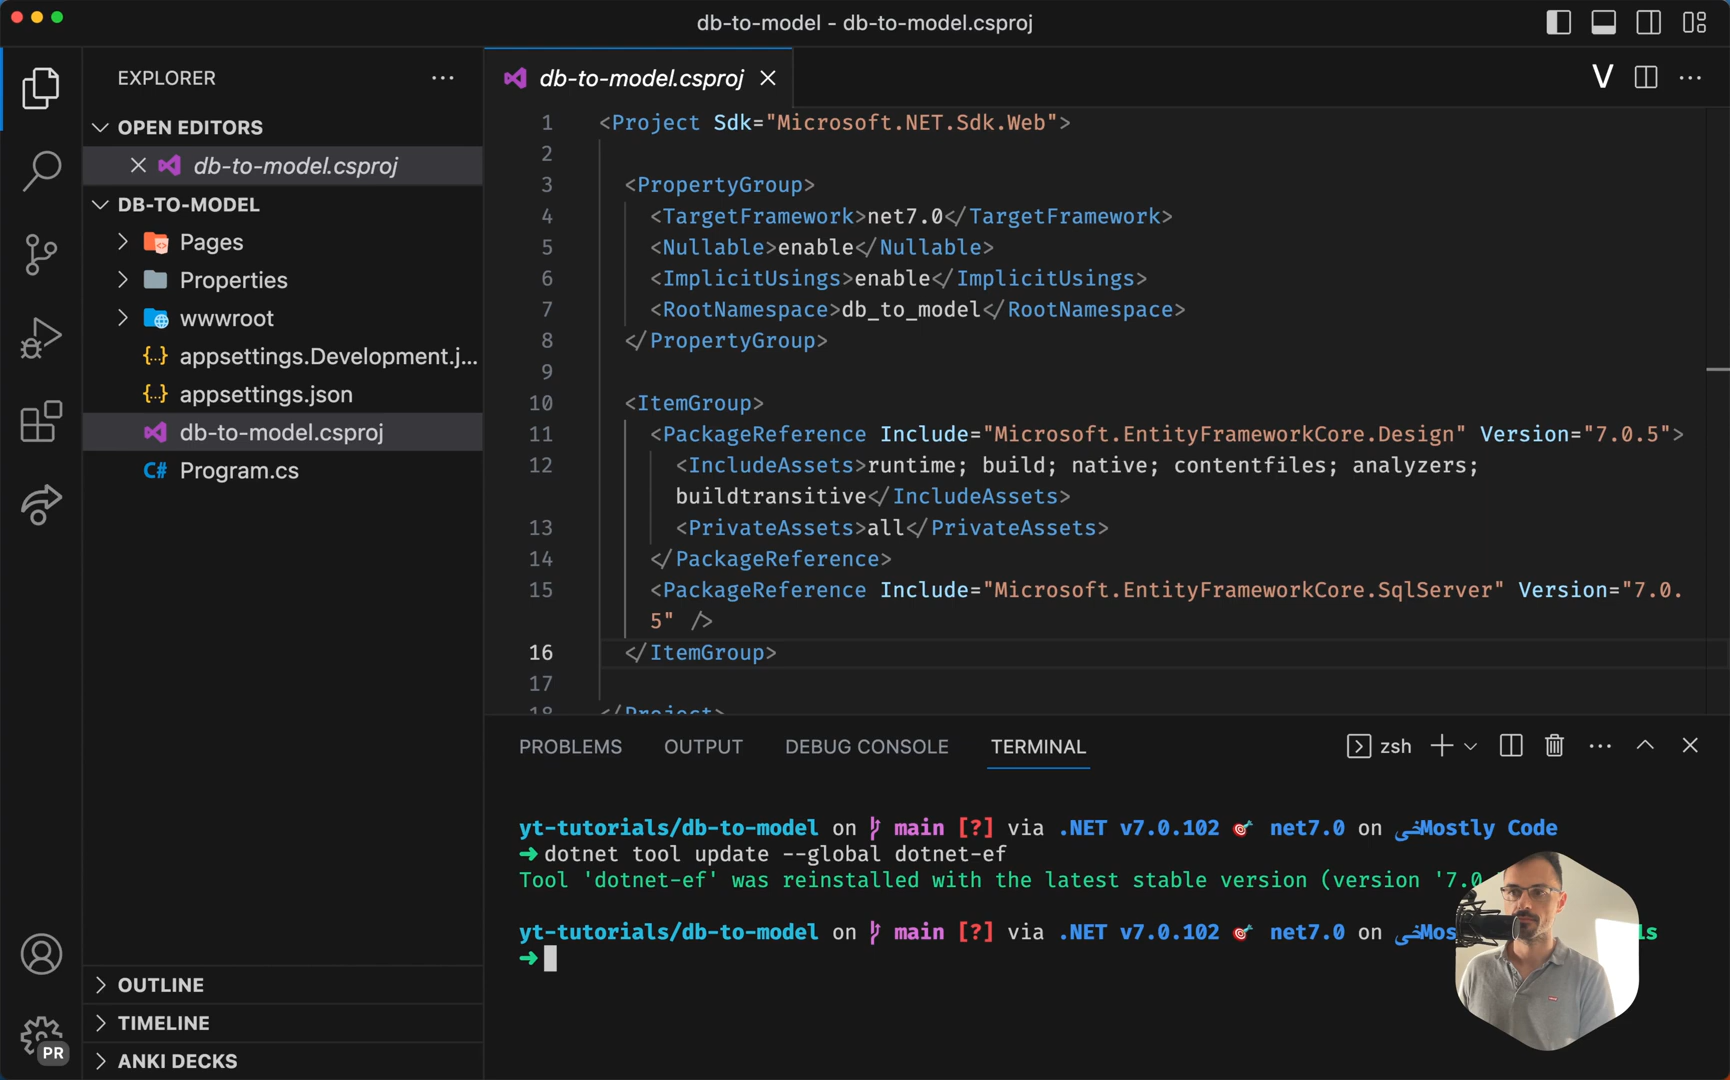 db-to-model - db-to-model.csproj
EXPLORER
OPEN EDITORS
db-to-model.csproj
DB-TO-MODEL
Pages
Properties
wwwroot
appsettings.Development.j...
appsettings.json
db-to-model.csproj
Program.cs
OUTLINE
TIMELINE
ANKI DECKS
PR
db-to-model.csproj
V
1 <Project Sdk="Microsoft.NET.Sdk.Web">
2
3 <PropertyGroup>
4 <TargetFramework>net7.0</TargetFramework>
5 <Nullable>enable</Nullable>
6 <ImplicitUsings>enable</ImplicitUsings>
7 <RootNamespace>db_to_model</RootNamespace>
8 </PropertyGroup>
9
10 <ItemGroup>
11 <PackageReference Include="Microsoft.EntityFrameworkCore.Design" Version="7.0.5">
12 <IncludeAssets>runtime; build; native; contentfiles; analyzers;
buildtransitive</IncludeAssets>
13 <PrivateAssets>all</PrivateAssets>
14 </PackageReference>
15 <PackageReference Include="Microsoft.EntityFrameworkCore.SqlServer" Version="7.0.
5" />
16 </ItemGroup>
17
18 </Project>
PROBLEMS OUTPUT DEBUG CONSOLE TERMINAL zsh
yt-tutorials/db-to-model on main [?] via .NET v7.0.102 🎯 net7.0 on Mostly Code
➜ dotnet tool update --global dotnet-ef
Tool 'dotnet-ef' was reinstalled with the latest stable version (version '7.0
yt-tutorials/db-to-model on main [?] via .NET v7.0.102 🎯 net7.0 on Mos ls
➜